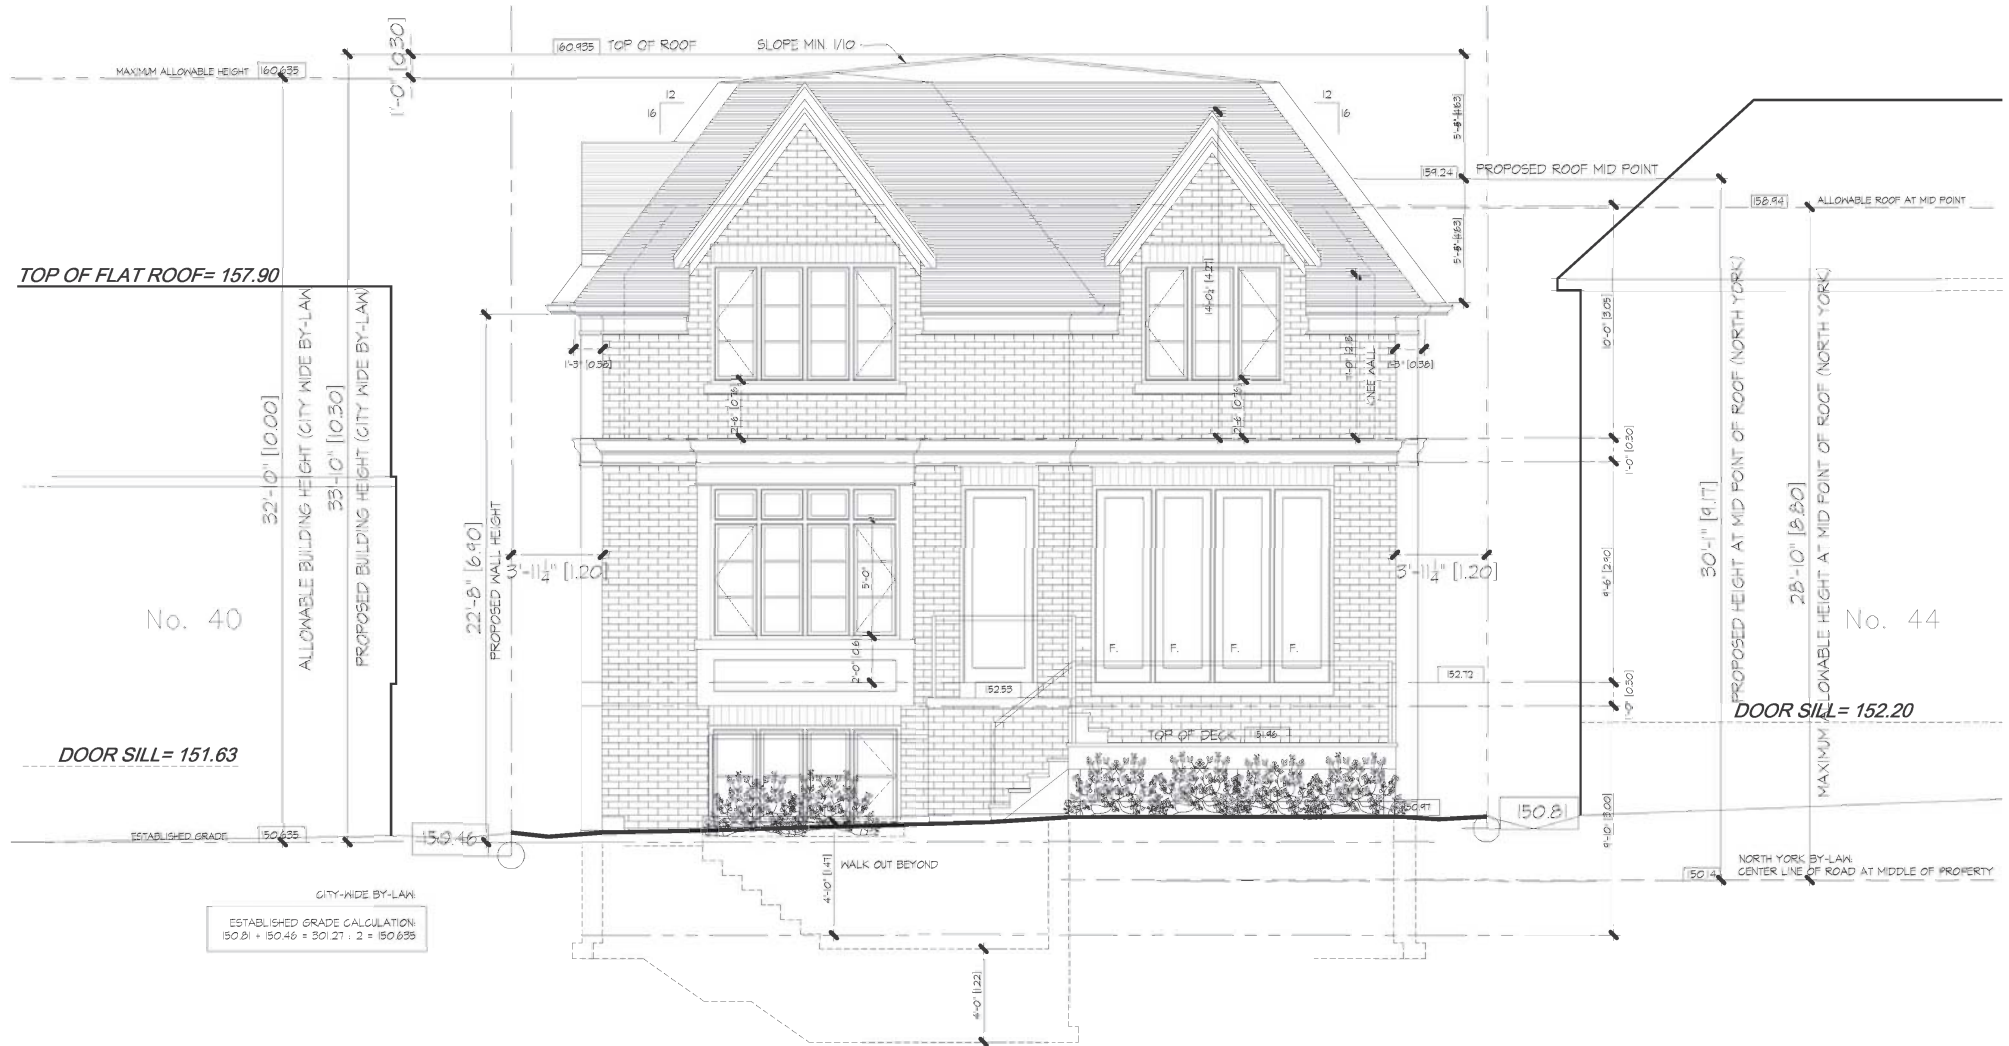 160.935 TOP OF ROOF
SLOPE MIN. 1/10
MAXIMUM ALLOWABLE HEIGHT 160.635
1'-0" [0.30]
12
16
12
16
5'-8" [1.63]
159.24 PROPOSED ROOF MID POINT
158.94 ALLOWABLE ROOF AT MID POINT
5'-8" [1.63]
TOP OF FLAT ROOF= 157.90
32'-10" [10.00]
ALLOWABLE BUILDING HEIGHT (CITY WIDE BY-LAW)
33'-10" [10.30]
PROPOSED BUILDING HEIGHT (CITY WIDE BY-LAW)
22'-8" [6.90]
PROPOSED WALL HEIGHT
1'-3" [0.38]
1'-3" [0.38]
2'-6" [0.76]
2'-6" [0.76]
KNEE WALL
10'-0" [3.05]
1'-0" [0.30]
9'-6" [2.90]
1'-0" [0.30]
9'-10" [3.00]
3'-11¼" [1.20]
3'-11¼" [1.20]
5'-0"
F.
F.
F.
F.
152.55
152.72
TOP OF DECK 151.96
30'-1" [9.17]
PROPOSED HEIGHT AT MID POINT OF ROOF (NORTH YORK)
28'-10" [8.80]
MAXIMUM ALLOWABLE HEIGHT AT MID POINT OF ROOF (NORTH YORK)
No. 40
No. 44
DOOR SILL= 152.20
DOOR SILL= 151.63
ESTABLISHED GRADE 150.635
150.46
150.97
150.81
WALK OUT BEYOND
4'-10" [1.47]
4'-0" [1.22]
150.14
NORTH YORK BY-LAW:
CENTER LINE OF ROAD AT MIDDLE OF PROPERTY
CITY-WIDE BY-LAW:
ESTABLISHED GRADE CALCULATION:
150.81 + 150.46 = 301.27 : 2 = 150.635